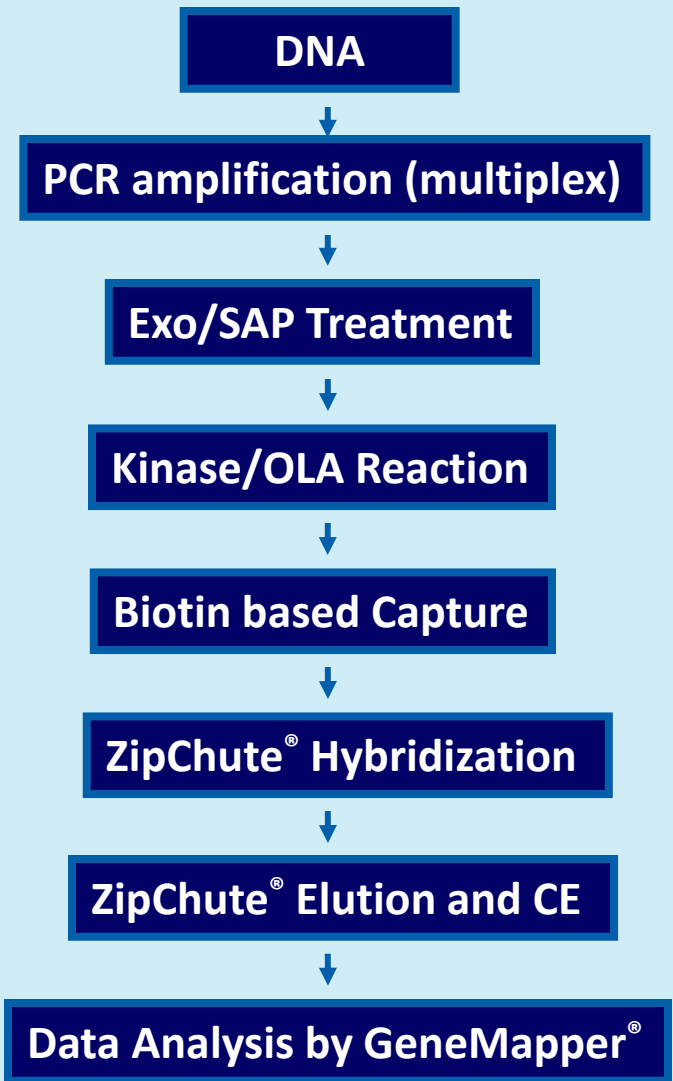 DNA
PCR amplification (multiplex)
Exo/SAP Treatment
Kinase/OLA Reaction
Biotin based Capture
ZipChute® Hybridization
ZipChute® Elution and CE
Data Analysis by GeneMapper®